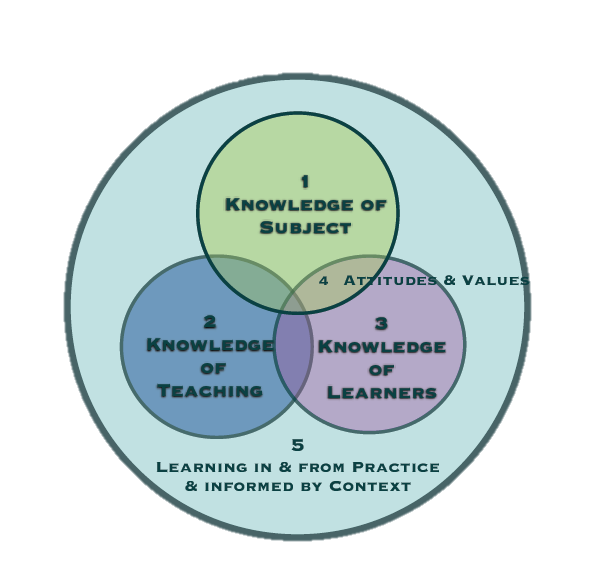 1
Knowledge of
Subject
4 Attitudes & Values
2
Knowledge
of
Teaching
3
Knowledge
of
Learners
5
Learning in & from Practice
& informed by Context